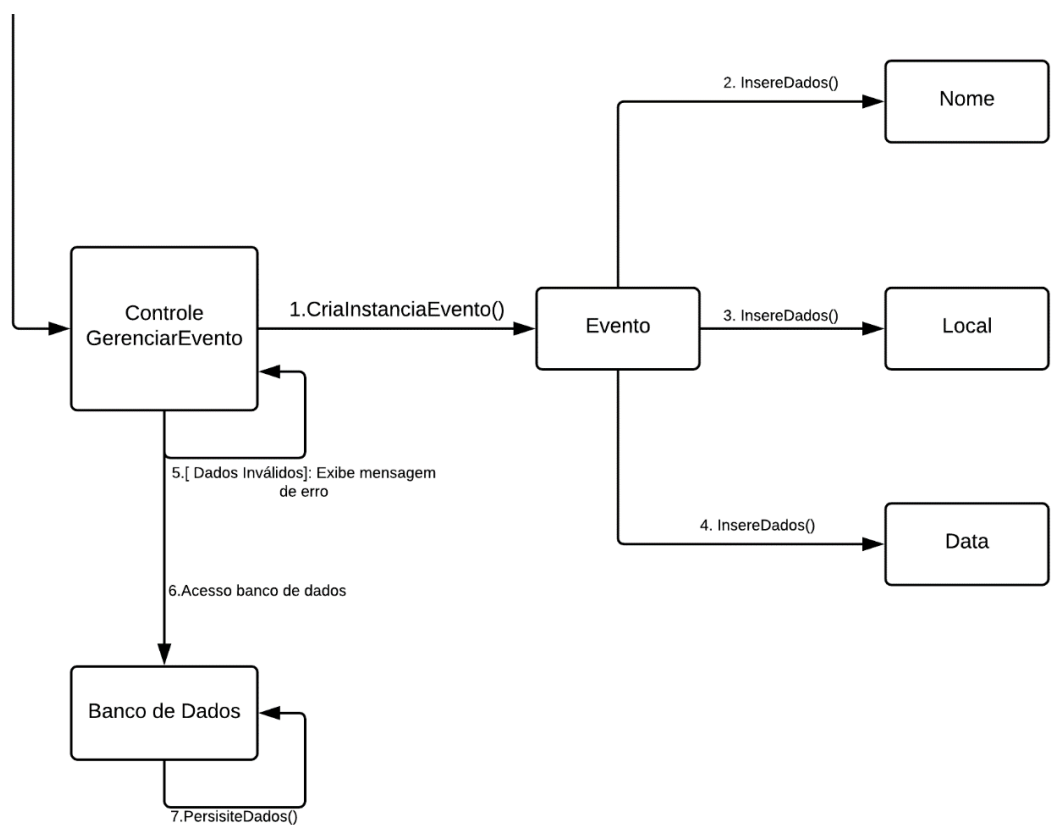 2. InsereDados()
Nome
Controle
GerenciarEvento
1.CriaInstanciaEvento()
Evento
3. InsereDados()
Local
5.[ Dados Inválidos]: Exibe mensagem
de erro
4. InsereDados()
Data
6.Acesso banco de dados
Banco de Dados
7.PersisiteDados()